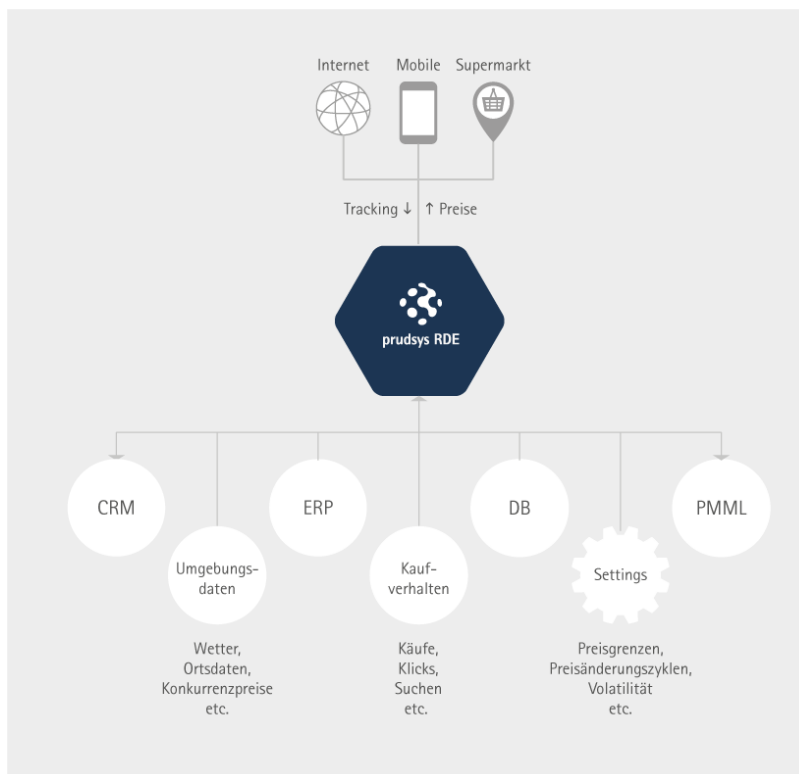 Internet Mobile Supermarkt
Tracking ↓ ↑ Preise
prudsys RDE
CRM ERP DB PMML
Umgebungs-
daten
Kauf-
verhalten
Settings
Wetter,
Ortsdaten,
Konkurrenzpreise
etc.
Käufe,
Klicks,
Suchen
etc.
Preisgrenzen,
Preisänderungszyklen,
Volatilität
etc.